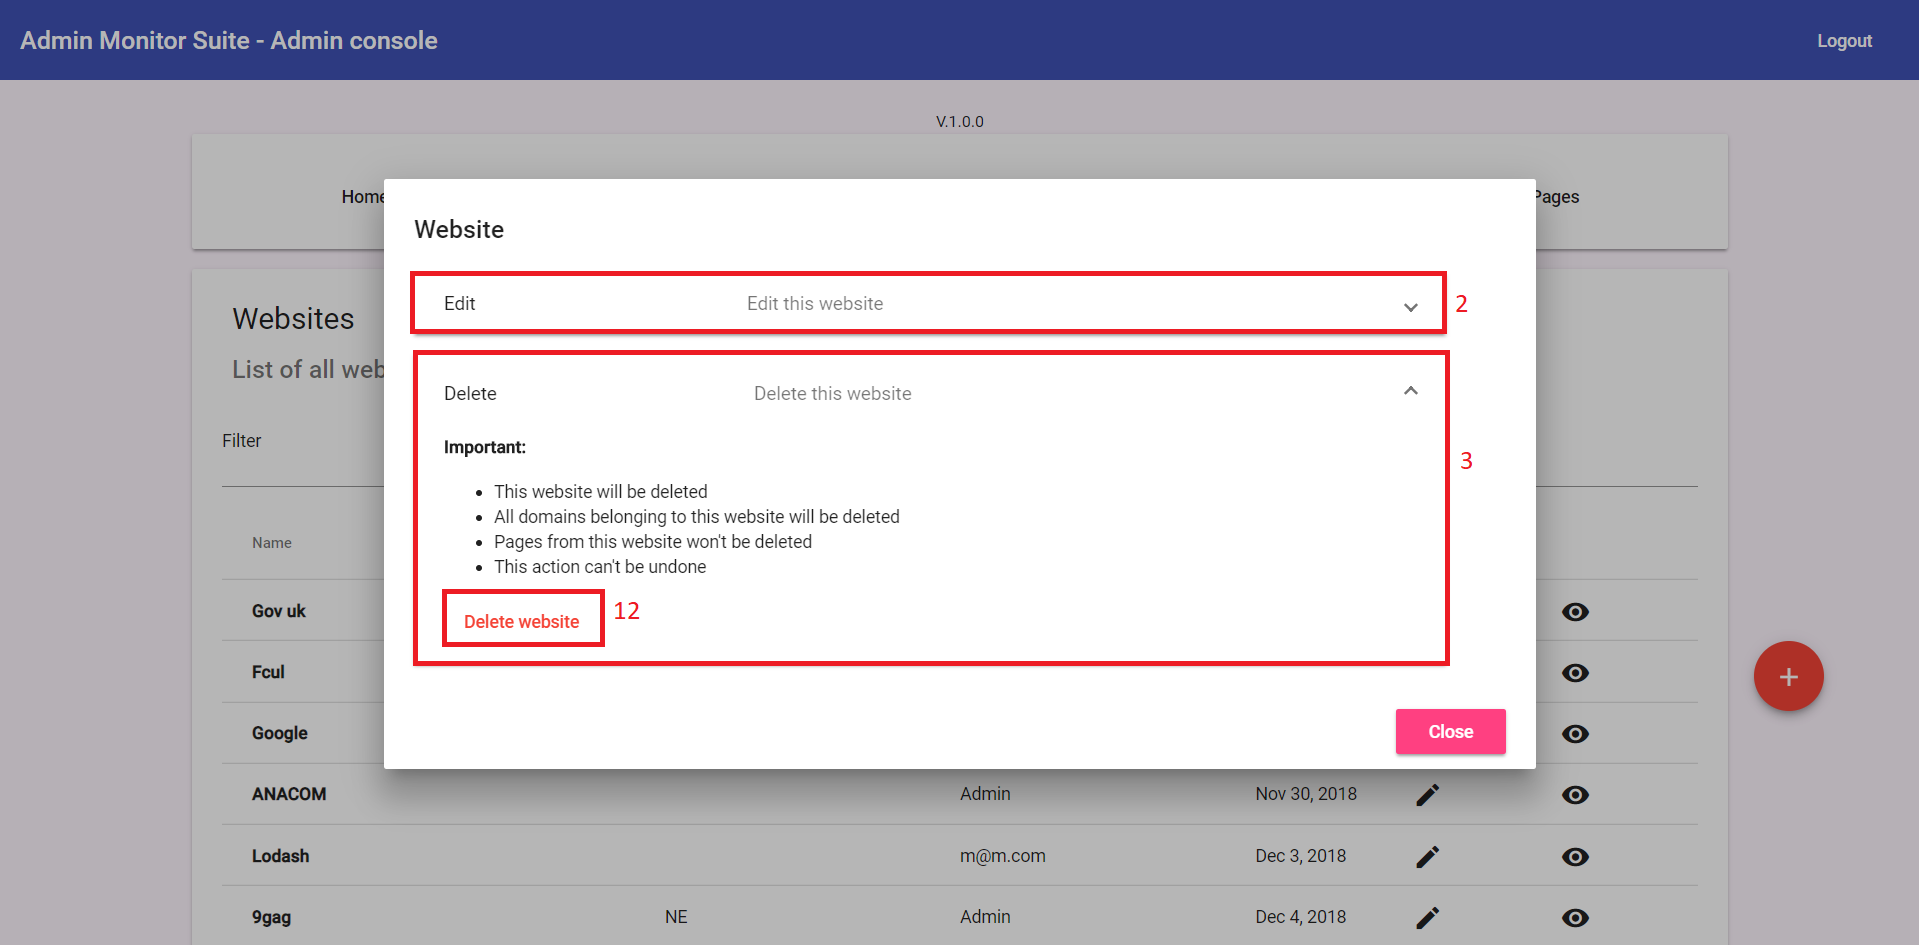 Admin Monitor Suite - Admin console
Logout
V.1.0.0
Home
Pages
Website
Edit Edit this website
2
Websites
List of all web
Delete Delete this website
Filter
Important:
3
This website will be deleted
All domains belonging to this website will be deleted
Pages from this website won't be deleted
This action can't be undone
Name
Delete website
12
Gov uk
Fcul
Google
Close
ANACOM Admin Nov 30, 2018
Lodash m@m.com Dec 3, 2018
9gag NE Admin Dec 4, 2018